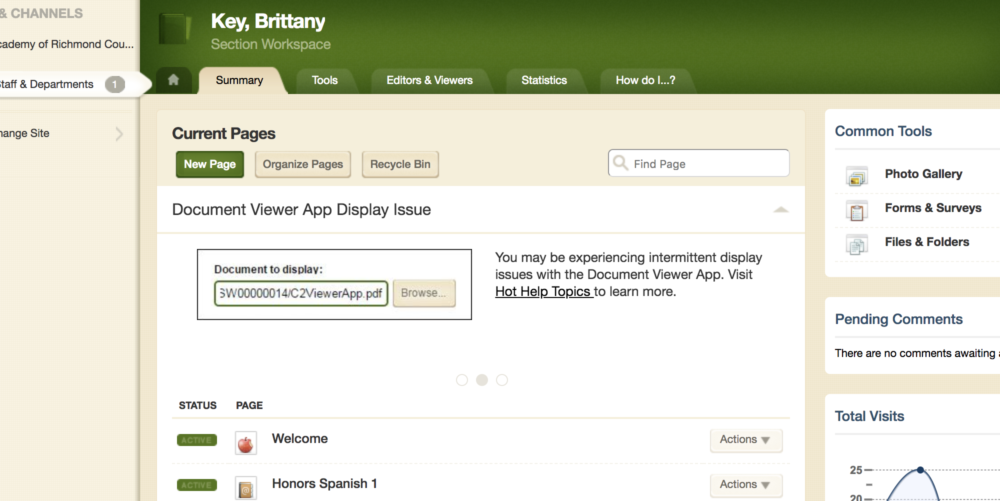 & CHANNELS
cademy of Richmond Cou...
Staff & Departments 1
hange Site
Key, Brittany
Section Workspace
Summary
Tools
Editors & Viewers
Statistics
How do I...?
Current Pages
New Page
Organize Pages
Recycle Bin
Find Page
Document Viewer App Display Issue
Document to display:
SW00000014/C2ViewerApp.pdf
Browse...
You may be experiencing intermittent display
issues with the Document Viewer App. Visit
Hot Help Topics to learn more.
STATUS PAGE
ACTIVE Welcome Actions
ACTIVE Honors Spanish 1 Actions
Common Tools
Photo Gallery
Forms & Surveys
Files & Folders
Pending Comments
There are no comments awaiting
Total Visits
25
20